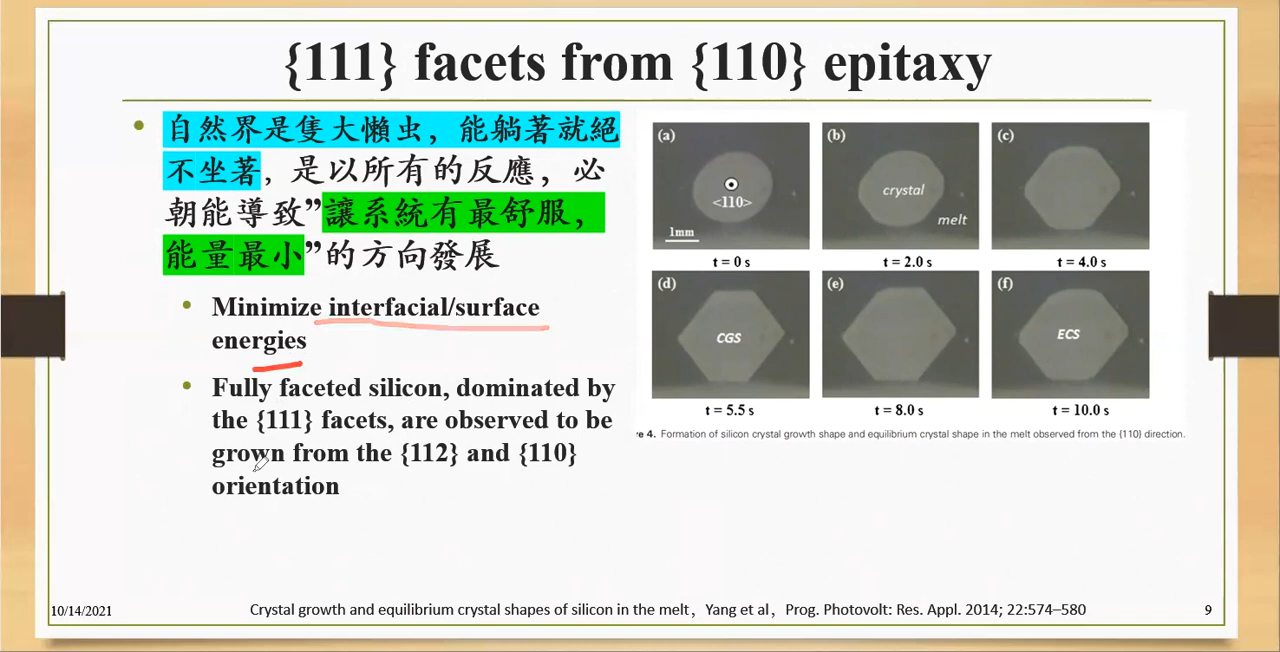 {111} facets from {110} epitaxy
自然界是隻大懶虫，能躺著就絕
不坐著，是以所有的反應，必
朝能導致”讓系統有最舒服，
能量最小”的方向發展
Minimize interfacial/surface
energies
Fully faceted silicon, dominated by
the {111} facets, are observed to be
grown from the {112} and {110}
orientation
(a)
<110>
1mm
t = 0 s
(b)
crystal
melt
t = 2.0 s
(c)
t = 4.0 s
(d)
CGS
t = 5.5 s
(e)
t = 8.0 s
(f)
ECS
t = 10.0 s
re 4. Formation of silicon crystal growth shape and equilibrium crystal shape in the melt observed from the {110} direction.
10/14/2021
Crystal growth and equilibrium crystal shapes of silicon in the melt，Yang et al，Prog. Photovolt: Res. Appl. 2014; 22:574–580
9